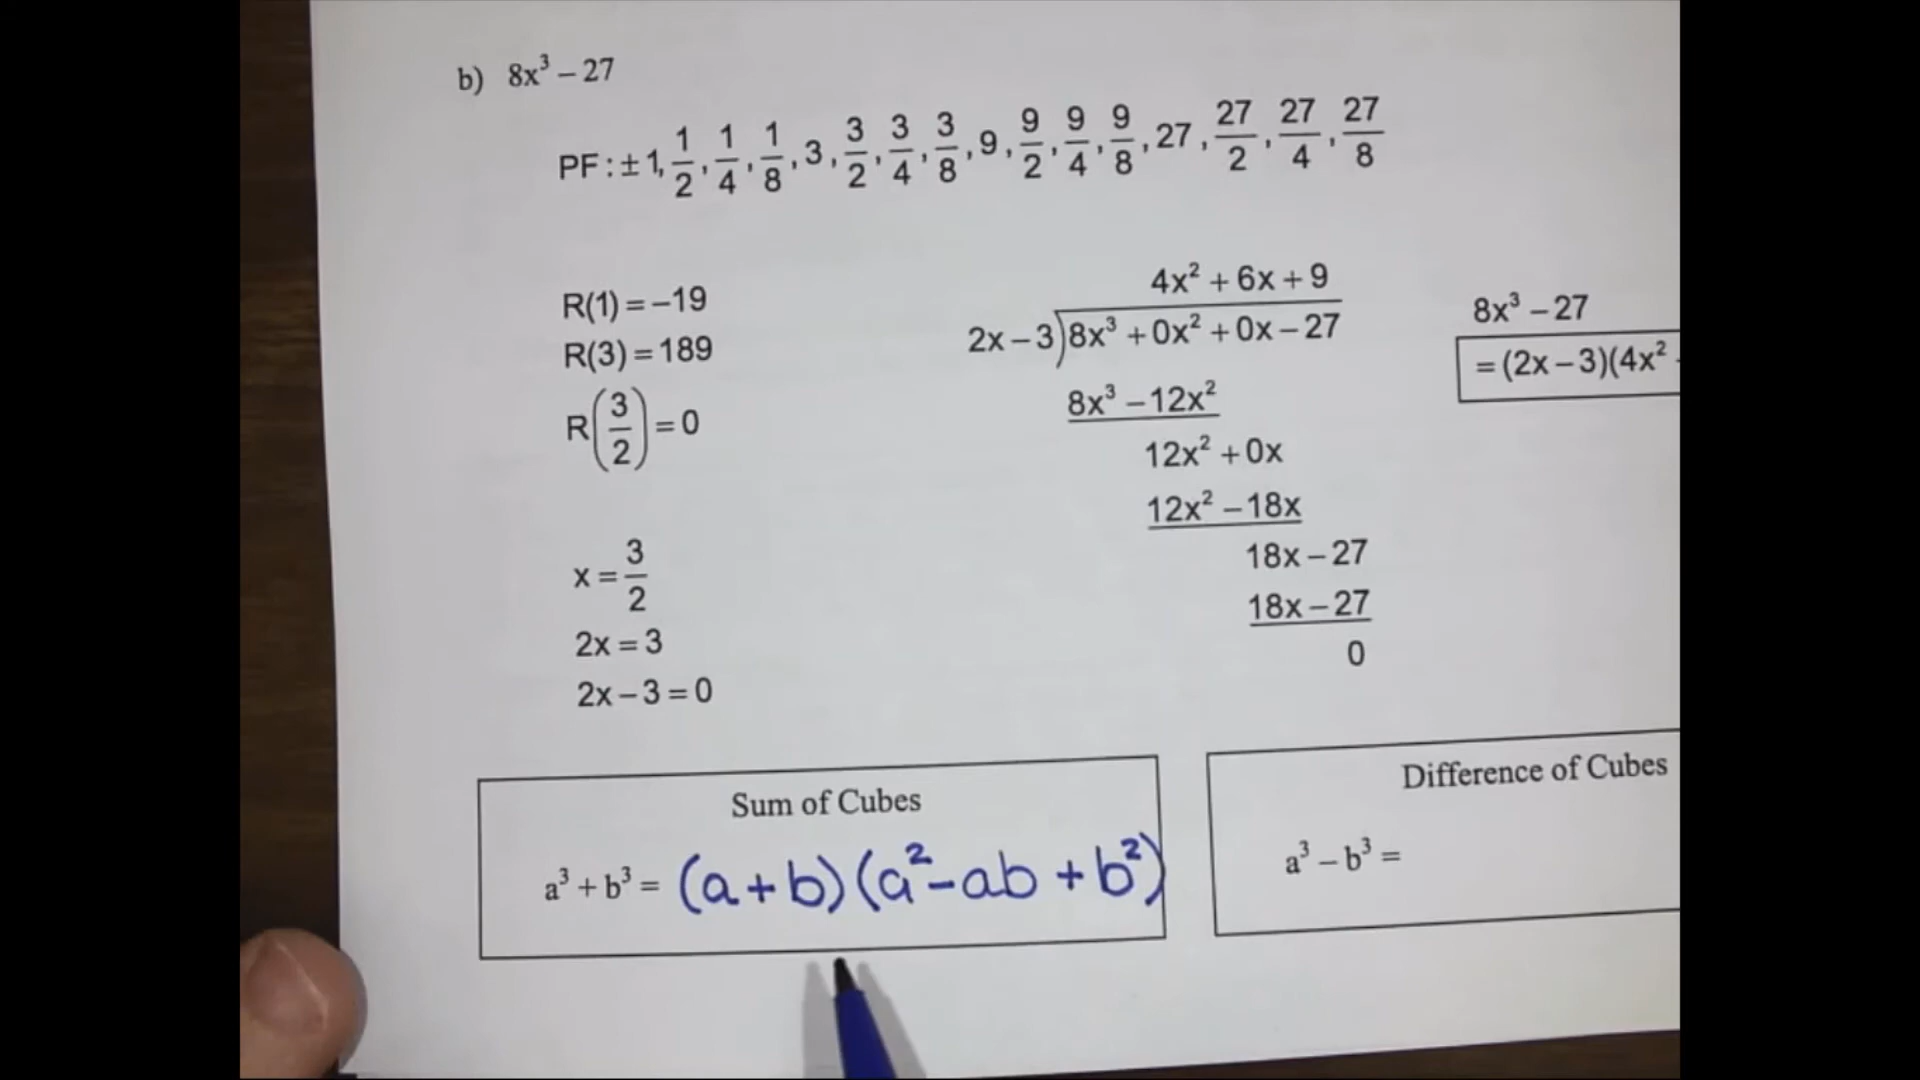 b) 8x³ – 27
PF : ± 1, 1/2, 1/4, 1/8, 3, 3/2, 3/4, 3/8, 9, 9/2, 9/4, 9/8, 27, 27/2, 27/4, 27/8
R(1) = –19
R(3) = 189
R(3/2) = 0
x = 3/2
2x = 3
2x – 3 = 0
4x² + 6x + 9
2x – 3)8x³ + 0x² + 0x – 27
8x³ – 12x²
12x² + 0x
12x² – 18x
18x – 27
18x – 27
0
8x³ – 27
= (2x – 3)(4x²
Sum of Cubes
a³ + b³ = (a + b)(a² – ab + b²)
Difference of Cubes
a³ – b³ =